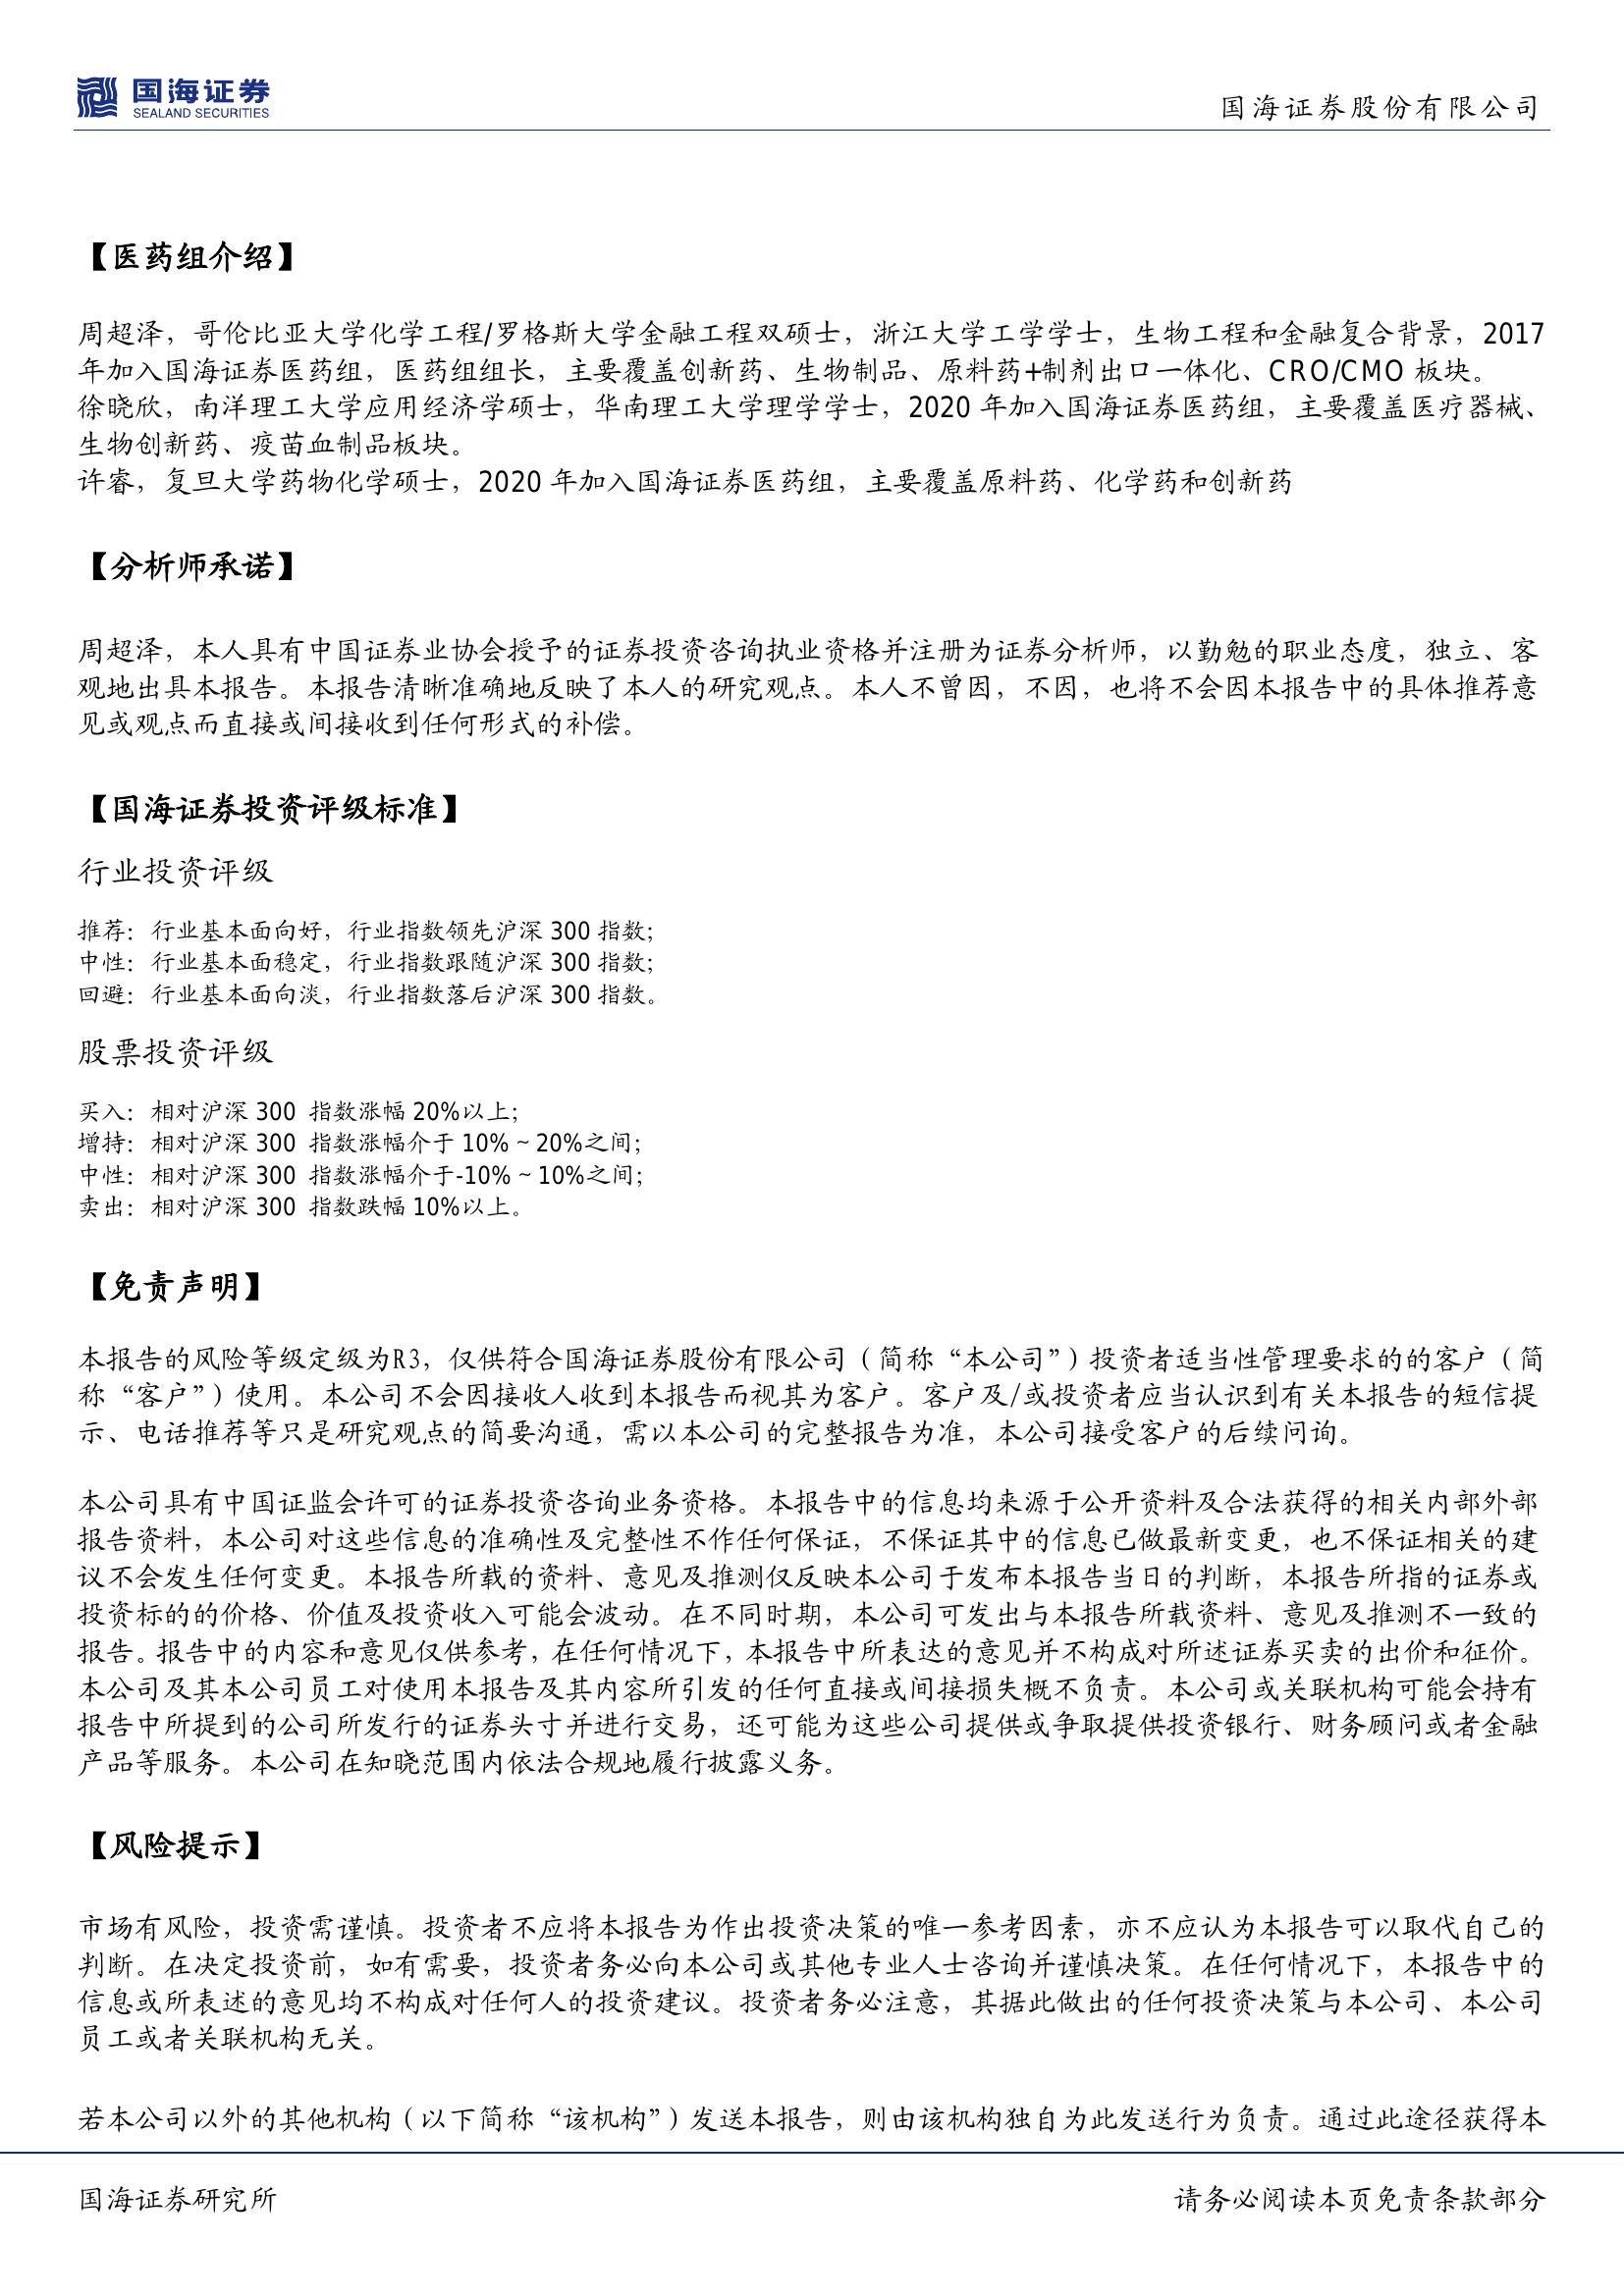 国海证券
SEALAND SECURITIES
国海证券股份有限公司
【医药组介绍】
周超泽，哥伦比亚大学化学工程/罗格斯大学金融工程双硕士，浙江大学工学学士，生物工程和金融复合背景，2017
年加入国海证券医药组，医药组组长，主要覆盖创新药、生物制品、原料药+制剂出口一体化、CRO/CMO 板块。
徐晓欣，南洋理工大学应用经济学硕士，华南理工大学理学学士，2020 年加入国海证券医药组，主要覆盖医疗器械、
生物创新药、疫苗血制品板块。
许睿，复旦大学药物化学硕士，2020 年加入国海证券医药组，主要覆盖原料药、化学药和创新药
【分析师承诺】
周超泽，本人具有中国证券业协会授予的证券投资咨询执业资格并注册为证券分析师，以勤勉的职业态度，独立、客
观地出具本报告。本报告清晰准确地反映了本人的研究观点。本人不曾因，不因，也将不会因本报告中的具体推荐意
见或观点而直接或间接收到任何形式的补偿。
【国海证券投资评级标准】
行业投资评级
推荐：行业基本面向好，行业指数领先沪深 300 指数；
中性：行业基本面稳定，行业指数跟随沪深 300 指数；
回避：行业基本面向淡，行业指数落后沪深 300 指数。
股票投资评级
买入：相对沪深 300 指数涨幅 20%以上；
增持：相对沪深 300 指数涨幅介于 10%～20%之间；
中性：相对沪深 300 指数涨幅介于-10%～10%之间；
卖出：相对沪深 300 指数跌幅 10%以上。
【免责声明】
本报告的风险等级定级为R3，仅供符合国海证券股份有限公司（简称“本公司”）投资者适当性管理要求的的客户（简
称“客户”）使用。本公司不会因接收人收到本报告而视其为客户。客户及/或投资者应当认识到有关本报告的短信提
示、电话推荐等只是研究观点的简要沟通，需以本公司的完整报告为准，本公司接受客户的后续问询。
本公司具有中国证监会许可的证券投资咨询业务资格。本报告中的信息均来源于公开资料及合法获得的相关内部外部
报告资料，本公司对这些信息的准确性及完整性不作任何保证，不保证其中的信息已做最新变更，也不保证相关的建
议不会发生任何变更。本报告所载的资料、意见及推测仅反映本公司于发布本报告当日的判断，本报告所指的证券或
投资标的的价格、价值及投资收入可能会波动。在不同时期，本公司可发出与本报告所载资料、意见及推测不一致的
报告。报告中的内容和意见仅供参考，在任何情况下，本报告中所表达的意见并不构成对所述证券买卖的出价和征价。
本公司及其本公司员工对使用本报告及其内容所引发的任何直接或间接损失概不负责。本公司或关联机构可能会持有
报告中所提到的公司所发行的证券头寸并进行交易，还可能为这些公司提供或争取提供投资银行、财务顾问或者金融
产品等服务。本公司在知晓范围内依法合规地履行披露义务。
【风险提示】
市场有风险，投资需谨慎。投资者不应将本报告为作出投资决策的唯一参考因素，亦不应认为本报告可以取代自己的
判断。在决定投资前，如有需要，投资者务必向本公司或其他专业人士咨询并谨慎决策。在任何情况下，本报告中的
信息或所表述的意见均不构成对任何人的投资建议。投资者务必注意，其据此做出的任何投资决策与本公司、本公司
员工或者关联机构无关。
若本公司以外的其他机构（以下简称“该机构”）发送本报告，则由该机构独自为此发送行为负责。通过此途径获得本
国海证券研究所
请务必阅读本页免责条款部分